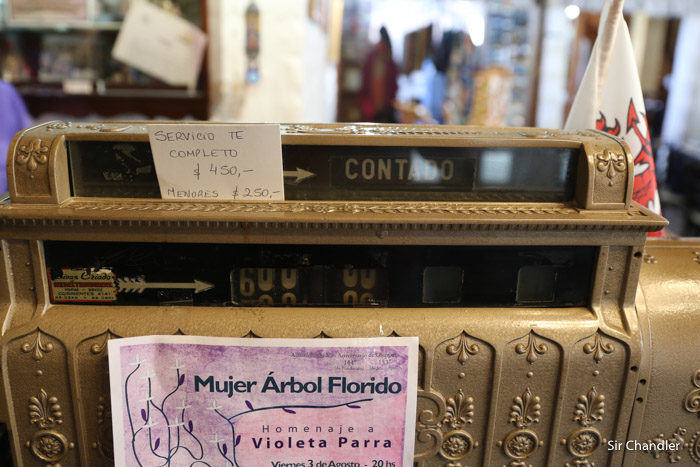 SERVICIO TE
COMPLETO
$ 450,-
MENORES $250,-
CONTADO
CORRIENTES
Mujer Árbol Florido
Homenaje a
Violeta Parra
Viernes 3 de Agosto - 20 hs
Sir Chandler